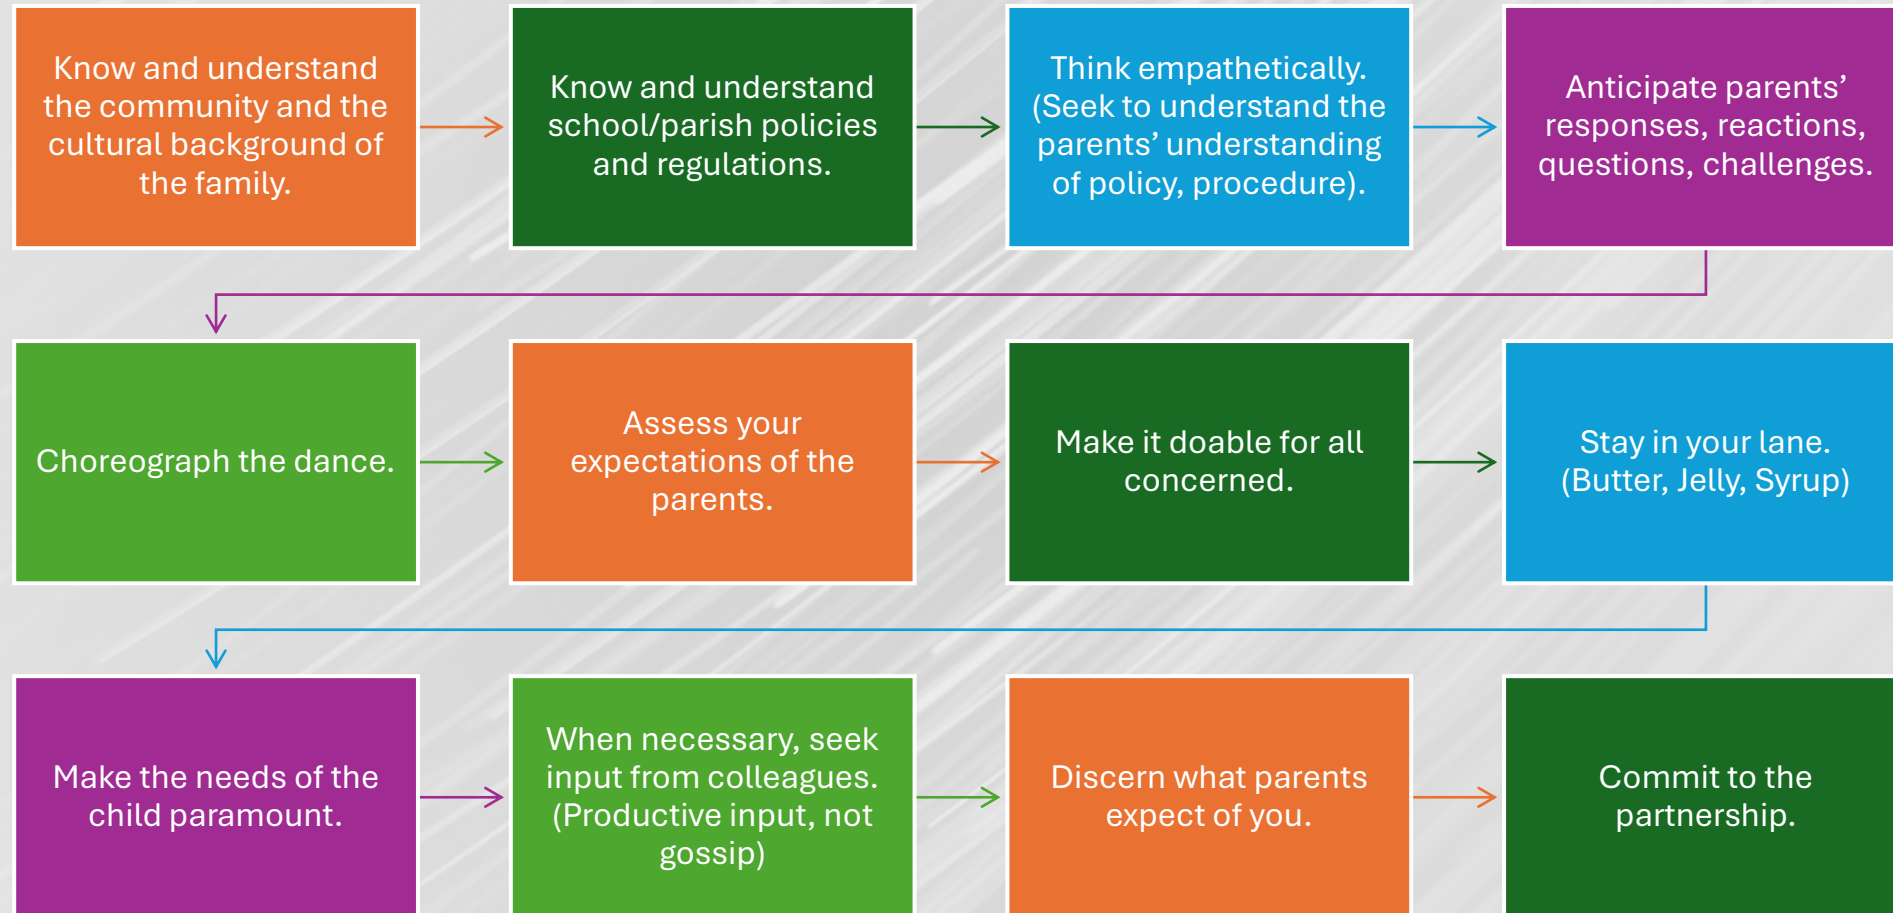 Know and understand
the community and the
cultural background of
the family.
Know and understand
school/parish policies
and regulations.
Think empathetically.
(Seek to understand the
parents’ understanding
of policy, procedure).
Anticipate parents’
responses, reactions,
questions, challenges.
Choreograph the dance.
Assess your
expectations of the
parents.
Make it doable for all
concerned.
Stay in your lane.
(Butter, Jelly, Syrup)
Make the needs of the
child paramount.
When necessary, seek
input from colleagues.
(Productive input, not
gossip)
Discern what parents
expect of you.
Commit to the
partnership.